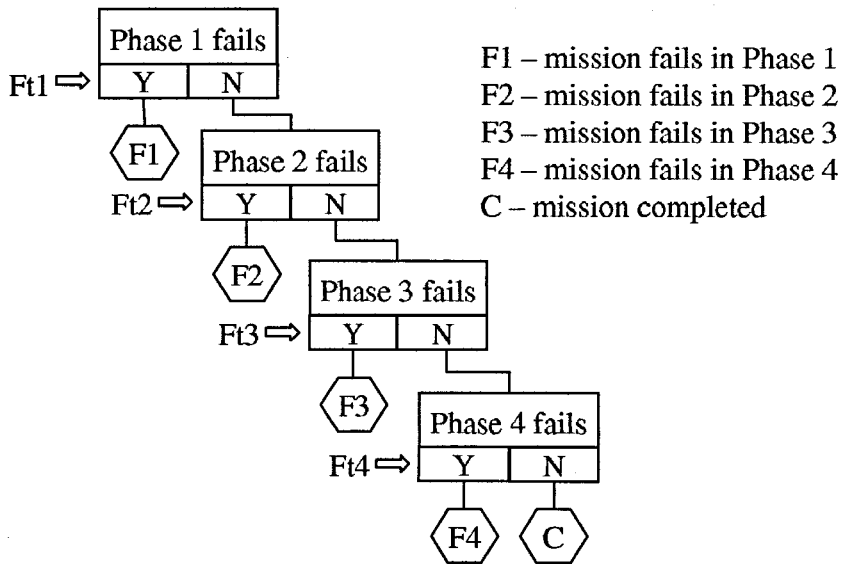 Phase 1 fails
Ft1 ⇨ Y N
F1
Phase 2 fails
Ft2 ⇨ Y N
F2
Phase 3 fails
Ft3 ⇨ Y N
F3
Phase 4 fails
Ft4 ⇨ Y N
F4 C
F1 – mission fails in Phase 1
F2 – mission fails in Phase 2
F3 – mission fails in Phase 3
F4 – mission fails in Phase 4
C – mission completed